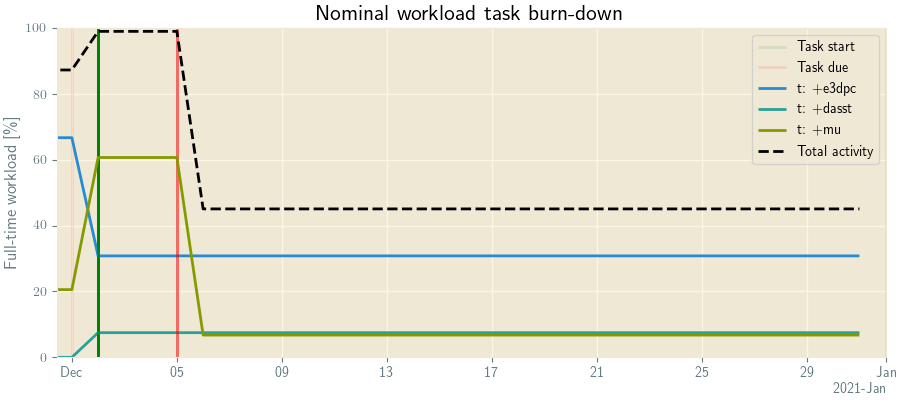 Nominal workload task burn-down
Full-time workload [%]
100
80
60
40
20
0
Task start
Task due
t: +e3dpc
t: +dasst
t: +mu
Total activity
Dec 05 09 13 17 21 25 29 Jan
2021-Jan